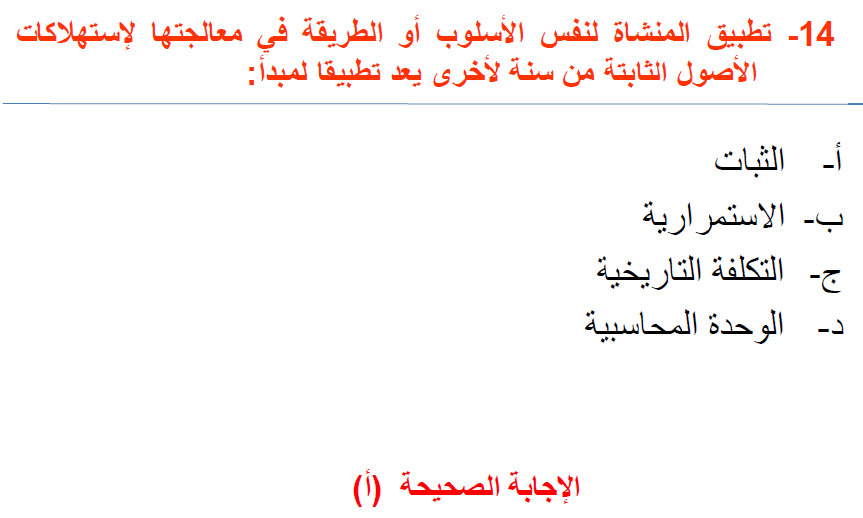 14- تطبيق المنشاة لنفس الأسلوب أو الطريقة في معالجتها لإستهلاكات
الأصول الثابتة من سنة لأخرى يعد تطبيقا لمبدأ:
أ- الثبات
ب- الاستمرارية
ج- التكلفة التاريخية
د- الوحدة المحاسبية
الإجابة الصحيحة (أ)